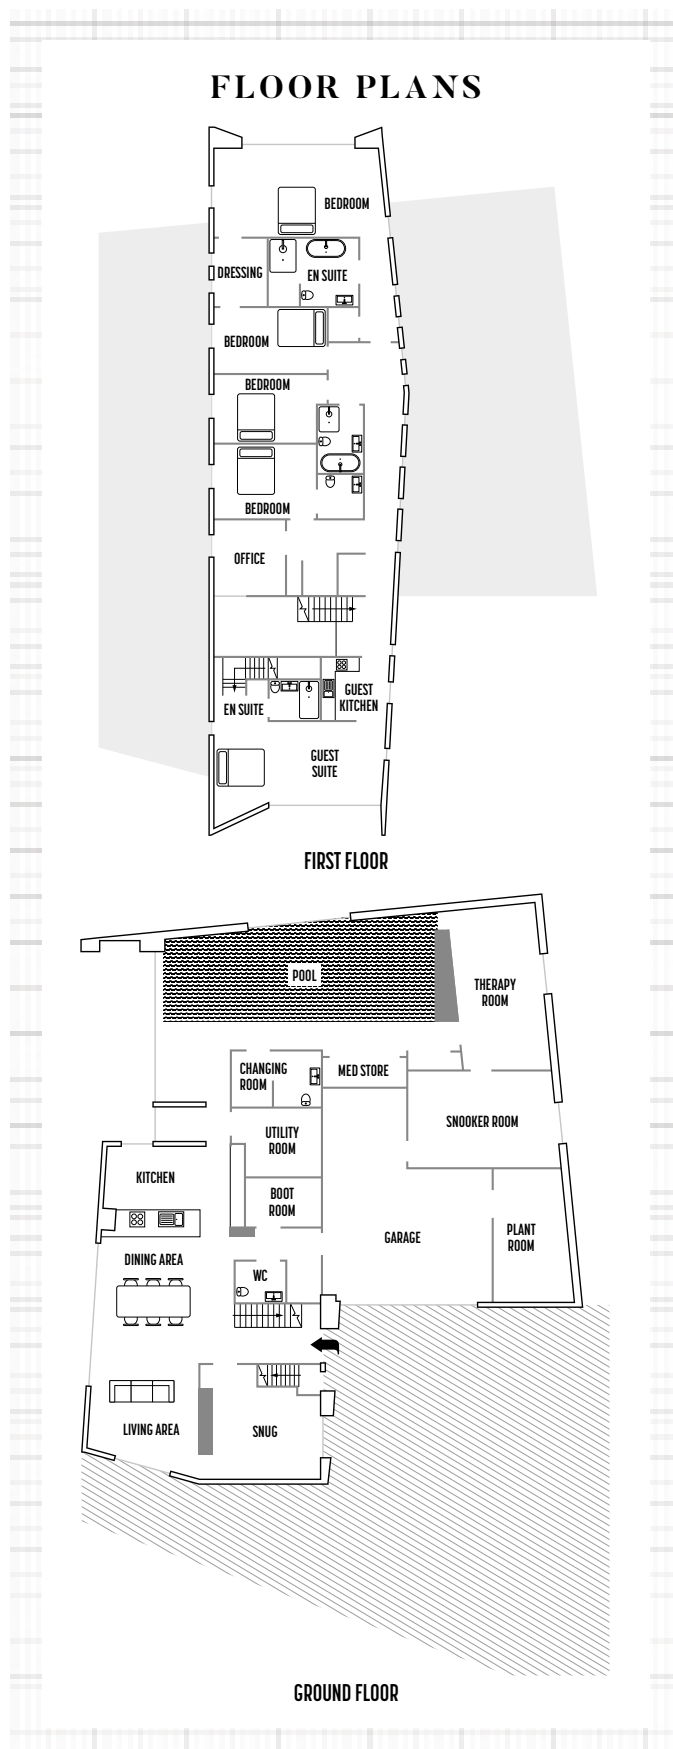 FLOOR PLANS
BEDROOM
DRESSING
EN SUITE
BEDROOM
BEDROOM
BEDROOM
OFFICE
EN SUITE
GUEST
KITCHEN
GUEST
SUITE
FIRST FLOOR
POOL
THERAPY
ROOM
CHANGING
ROOM
MED STORE
SNOOKER ROOM
UTILITY
ROOM
KITCHEN
BOOT
ROOM
GARAGE
PLANT
ROOM
DINING AREA
WC
LIVING AREA
SNUG
GROUND FLOOR